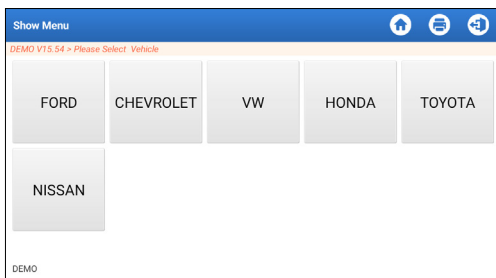 Show Menu
DEMO V15.54 > Please Select Vehicle
FORD CHEVROLET VW HONDA TOYOTA
NISSAN
DEMO